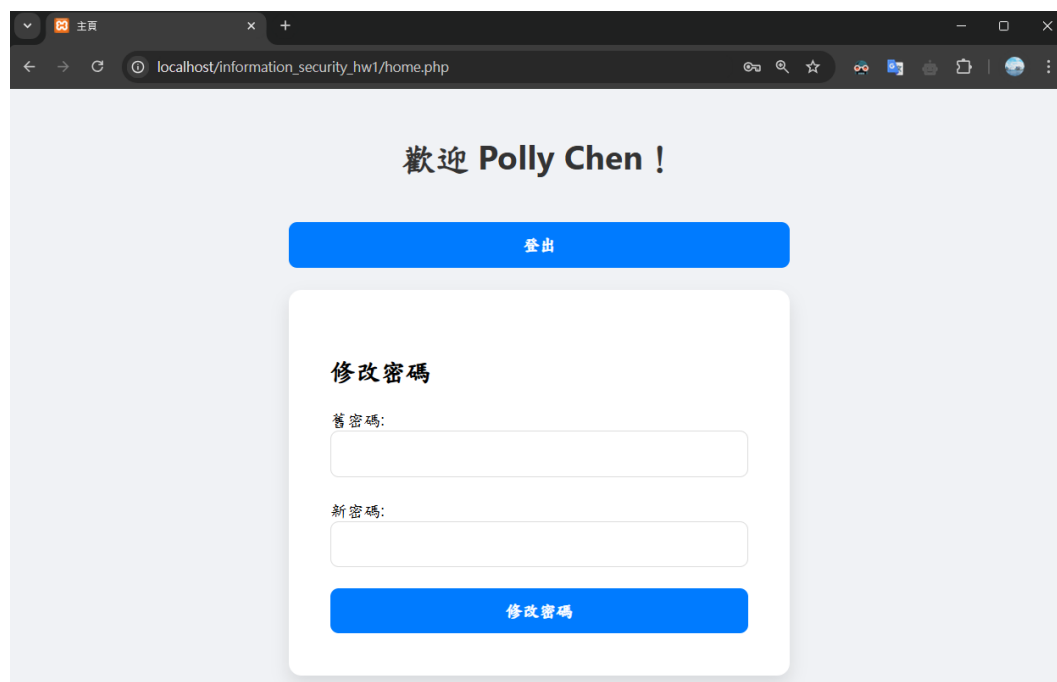 主頁
localhost/information_security_hw1/home.php
歡迎 Polly Chen！
登出
修改密碼
舊密碼:
新密碼:
修改密碼